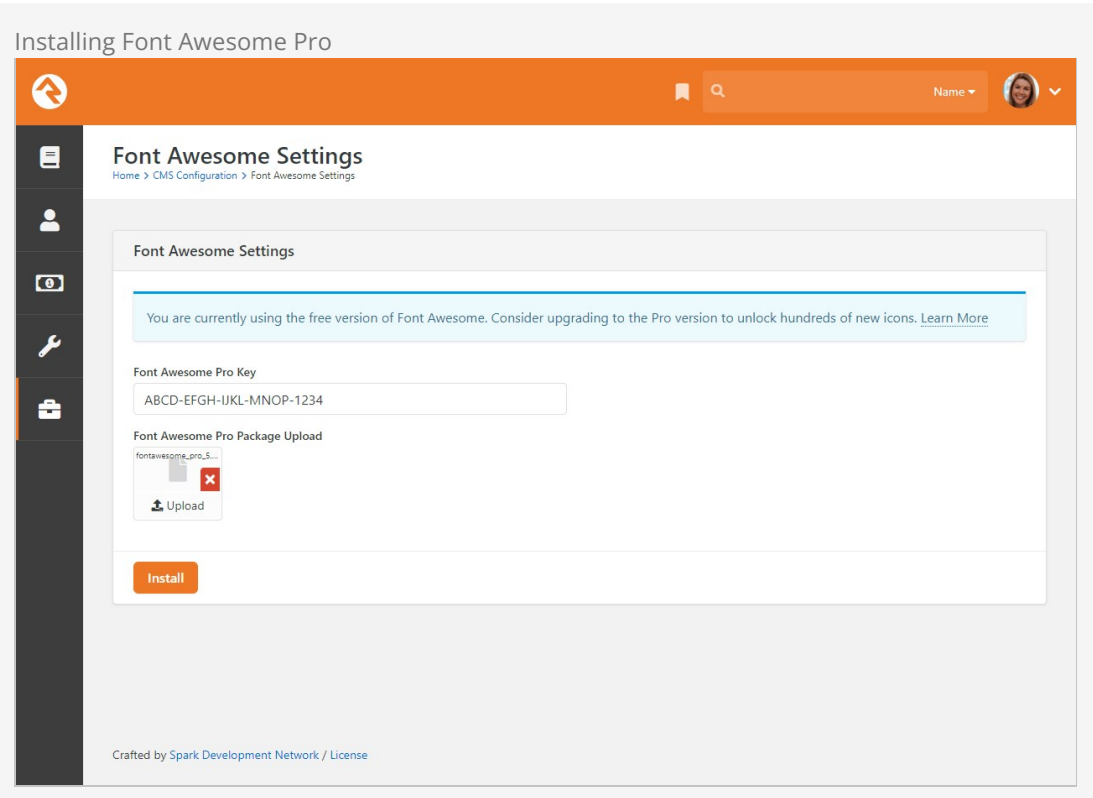 Installing Font Awesome Pro
Name
Font Awesome Settings
Home > CMS Configuration > Font Awesome Settings
Font Awesome Settings
You are currently using the free version of Font Awesome. Consider upgrading to the Pro version to unlock hundreds of new icons. Learn More
Font Awesome Pro Key
ABCD-EFGH-IJKL-MNOP-1234
Font Awesome Pro Package Upload
fontawesome_pro_5....
Upload
Install
Crafted by Spark Development Network / License